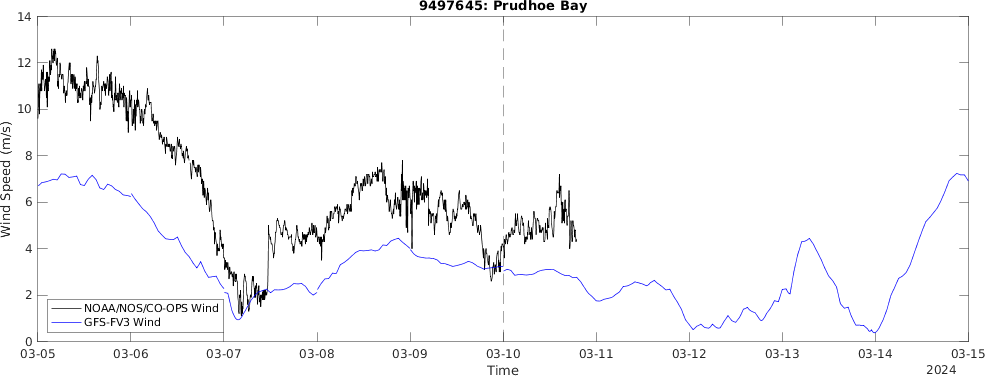 9497645: Prudhoe Bay
14
12
10
8
6
4
2
0
Wind Speed (m/s)
NOAA/NOS/CO-OPS Wind
GFS-FV3 Wind
03-05 03-06 03-07 03-08 03-09 03-10 03-11 03-12 03-13 03-14 03-15
Time
2024